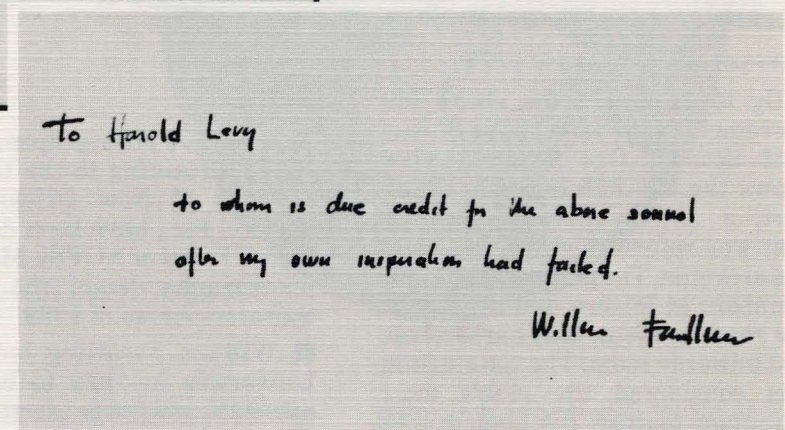 To Harold Levy
to whom is due credit for the above sonnet
after my own inspiration had failed.
William Faulkner